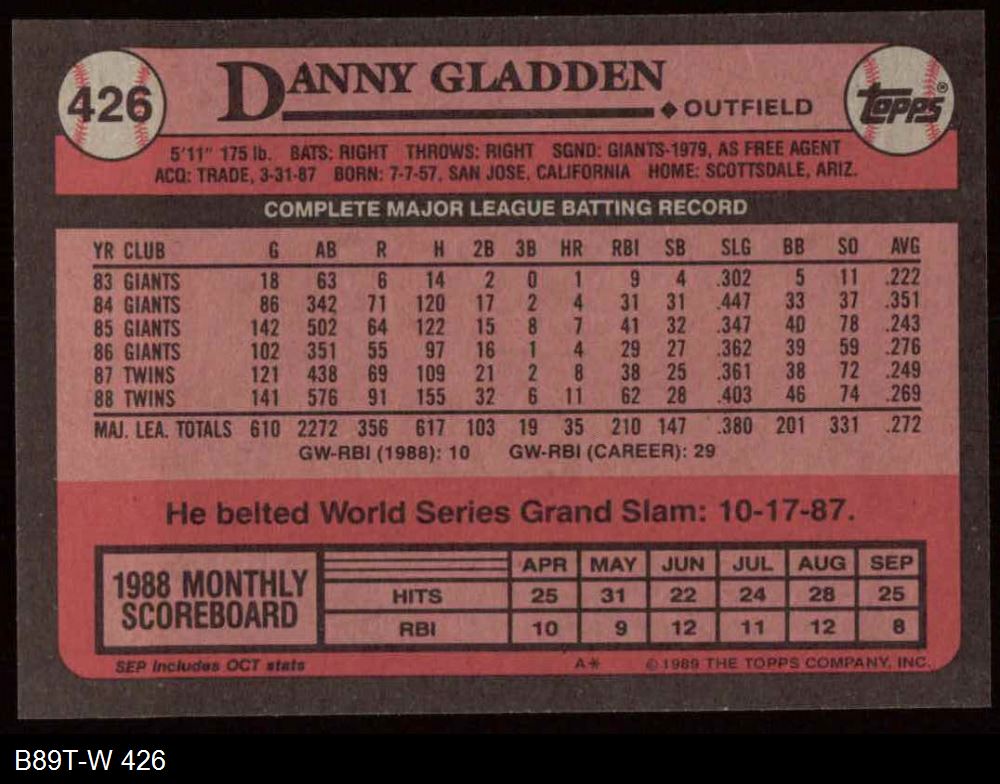 426
DANNY GLADDEN
◆ OUTFIELD
topps®
5'11" 175 lb. BATS: RIGHT THROWS: RIGHT SGND: GIANTS-1979, AS FREE AGENT
ACQ: TRADE, 3-31-87 BORN: 7-7-57, SAN JOSE, CALIFORNIA HOME: SCOTTSDALE, ARIZ.
COMPLETE MAJOR LEAGUE BATTING RECORD
YR CLUB G AB R H 2B 3B HR RBI SB SLG BB SO AVG
83 GIANTS 18 63 6 14 2 0 1 9 4 .302 5 11 .222
84 GIANTS 86 342 71 120 17 2 4 31 31 .447 33 37 .351
85 GIANTS 142 502 64 122 15 8 7 41 32 .347 40 78 .243
86 GIANTS 102 351 55 97 16 1 4 29 27 .362 39 59 .276
87 TWINS 121 438 69 109 21 2 8 38 25 .361 38 72 .249
88 TWINS 141 576 91 155 32 6 11 62 28 .403 46 74 .269
MAJ. LEA. TOTALS 610 2272 356 617 103 19 35 210 147 .380 201 331 .272
GW-RBI (1988): 10 GW-RBI (CAREER): 29
He belted World Series Grand Slam: 10-17-87.
1988 MONTHLY
SCOREBOARD
APR MAY JUN JUL AUG SEP
HITS 25 31 22 24 28 25
RBI 10 9 12 11 12 8
SEP Includes OCT stats A* © 1989 THE TOPPS COMPANY, INC.
B89T-W 426